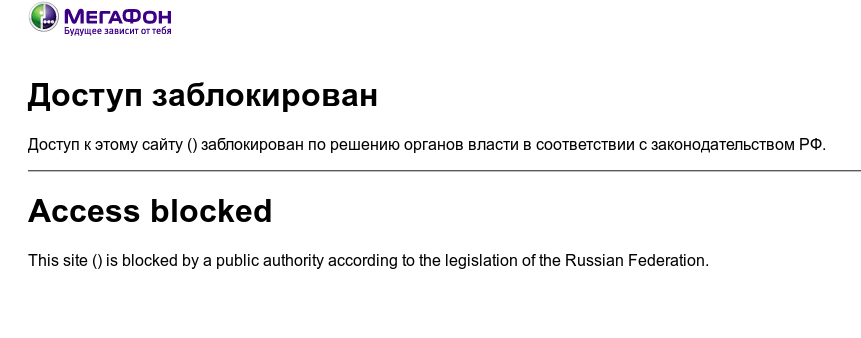 МегаФон
Будущее зависит от тебя
Доступ заблокирован
Доступ к этому сайту () заблокирован по решению органов власти в соответствии с законодательством РФ.
Access blocked
This site () is blocked by a public authority according to the legislation of the Russian Federation.